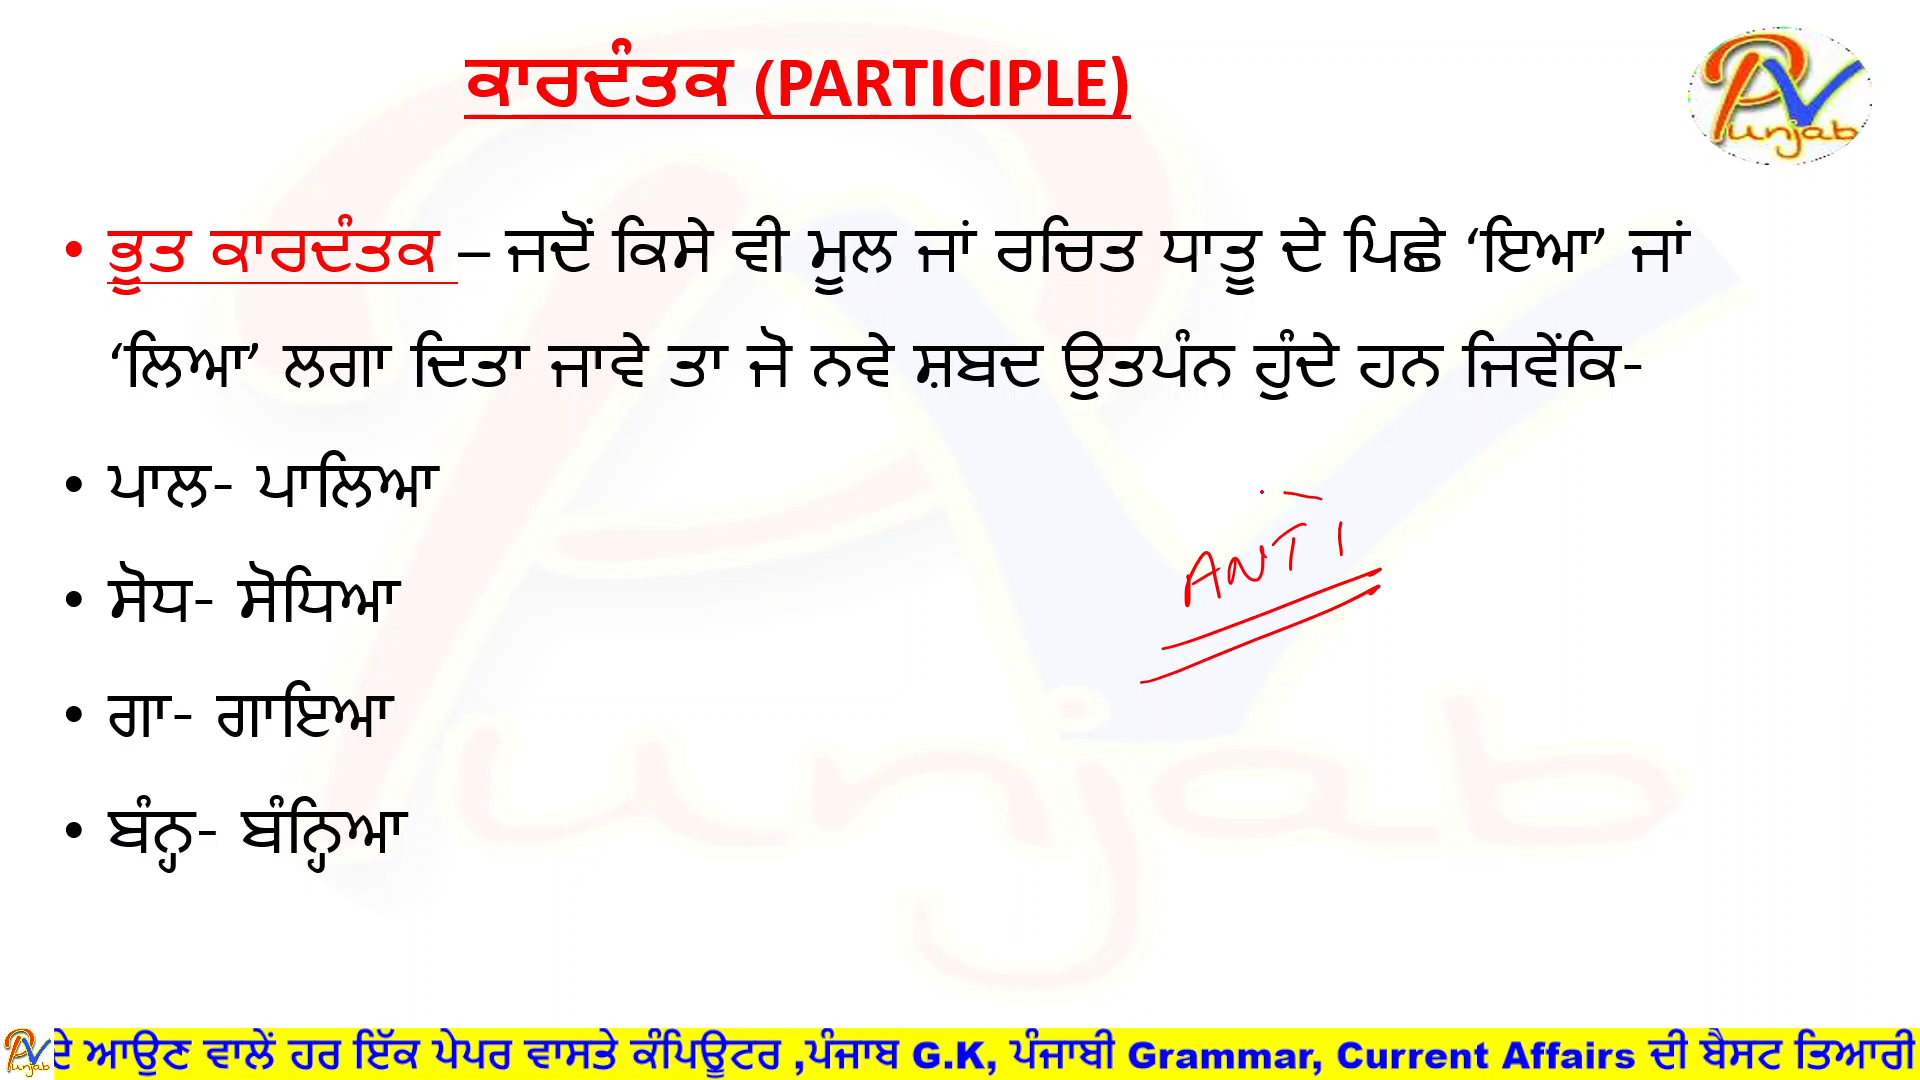 ਕਾਰਦੰਤਕ (PARTICIPLE)
Punjab
• ਭੂਤ ਕਾਰਦੰਤਕ – ਜਦੋਂ ਕਿਸੇ ਵੀ ਮੂਲ ਜਾਂ ਰਚਿਤ ਧਾਤੂ ਦੇ ਪਿਛੇ ‘ਇਆ’ ਜਾਂ
‘ਲਿਆ’ ਲਗਾ ਦਿਤਾ ਜਾਵੇ ਤਾ ਜੋ ਨਵੇ ਸ਼ਬਦ ਉਤਪੰਨ ਹੁੰਦੇ ਹਨ ਜਿਵੇਂਕਿ-
• ਪਾਲ- ਪਾਲਿਆ
• ਸੋਧ- ਸੋਧਿਆ
ANTI
• ਗਾ- ਗਾਇਆ
• ਬੰਨ੍ਹ- ਬੰਨ੍ਹਿਆ
Punjab
ਦੇ ਆਉਣ ਵਾਲੇਂ ਹਰ ਇੱਕ ਪੇਪਰ ਵਾਸਤੇ ਕੰਪਿਊਟਰ ,ਪੰਜਾਬ G.K, ਪੰਜਾਬੀ Grammar, Current Affairs ਦੀ ਬੈਸਟ ਤਿਆਰੀ